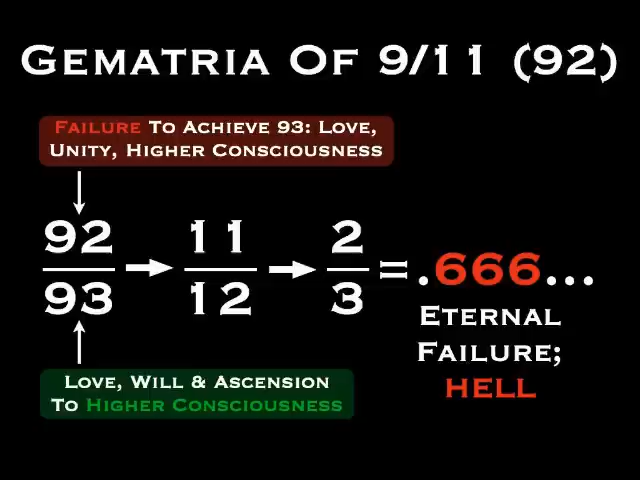 Gematria Of 9/11 (92)
Failure To Achieve 93: Love,
Unity, Higher Consciousness
92
93
11
12
2
3
= .666...
Eternal
Failure;
HELL
Love, Will & Ascension
To Higher Consciousness